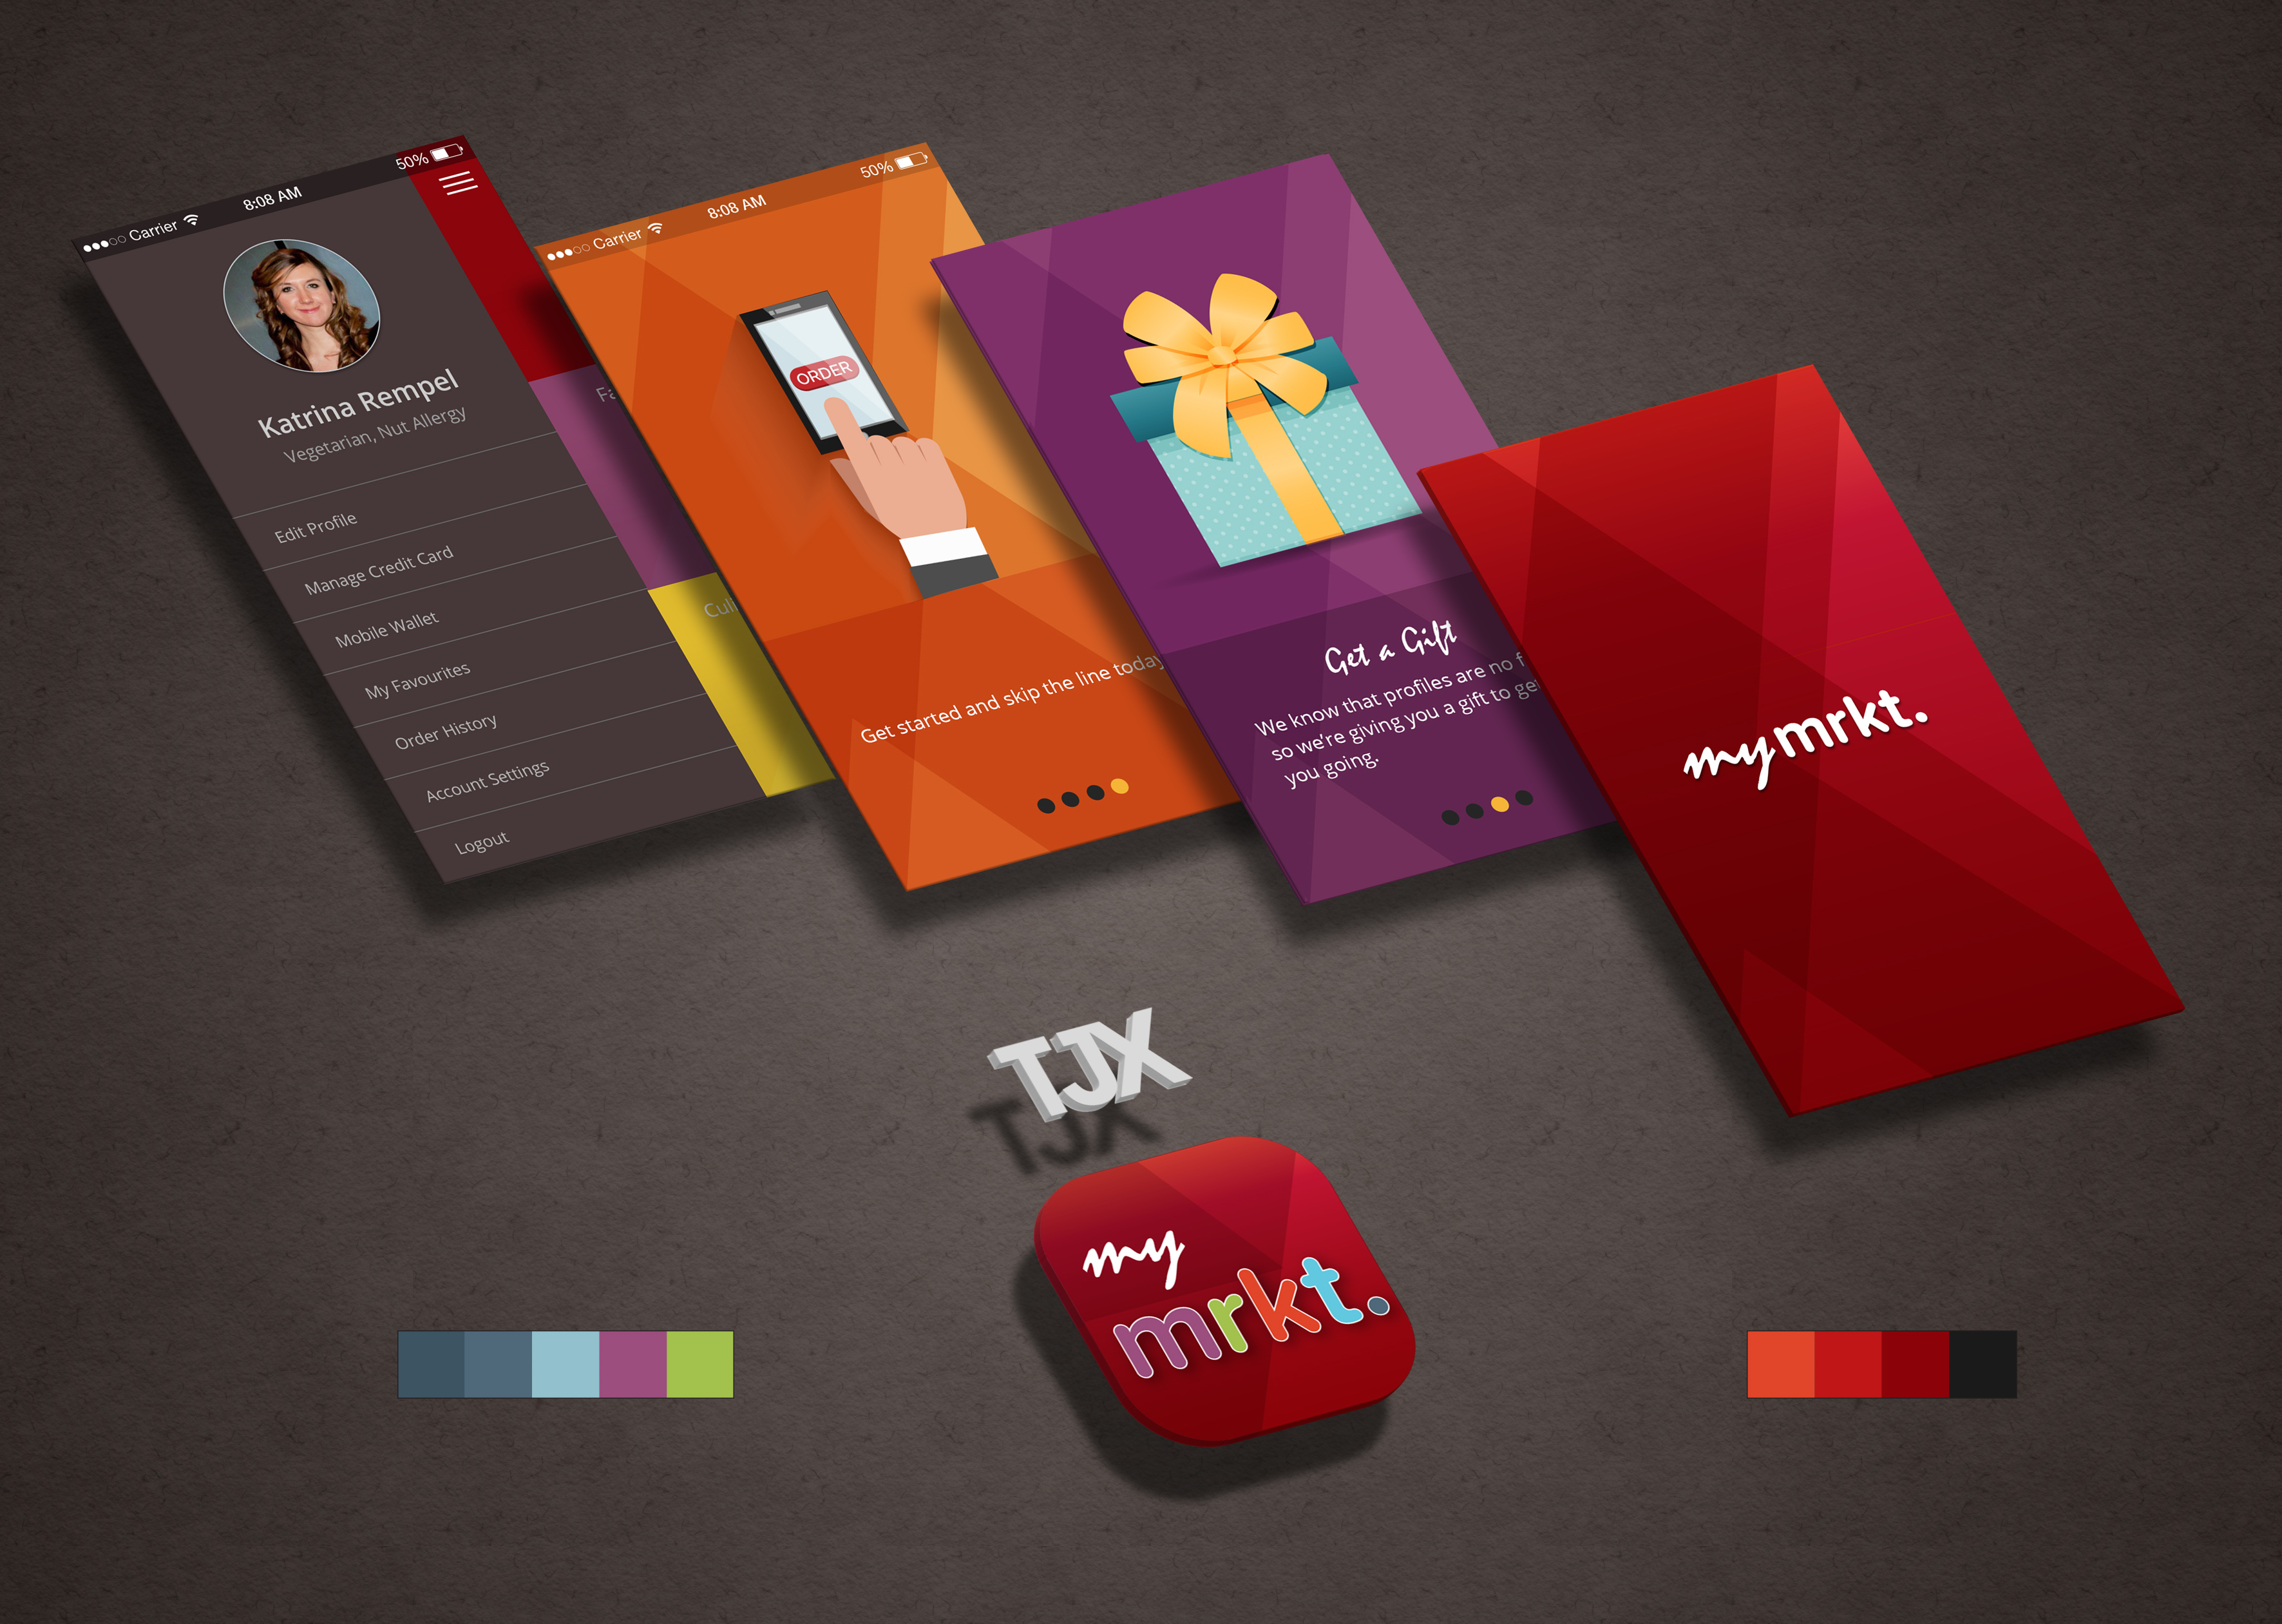 Carrier 8:08 AM 50%
Katrina Rempel
Vegetarian, Nut Allergy
Edit Profile
Manage Credit Card
Mobile Wallet
My Favourites
Order History
Account Settings
Logout
Carrier 8:08 AM 50%
ORDER
Get started and skip the line today
Get a Gift
We know that profiles are no f
so we're giving you a gift to get
you going.
mymrkt.
TJX
my
mrkt.